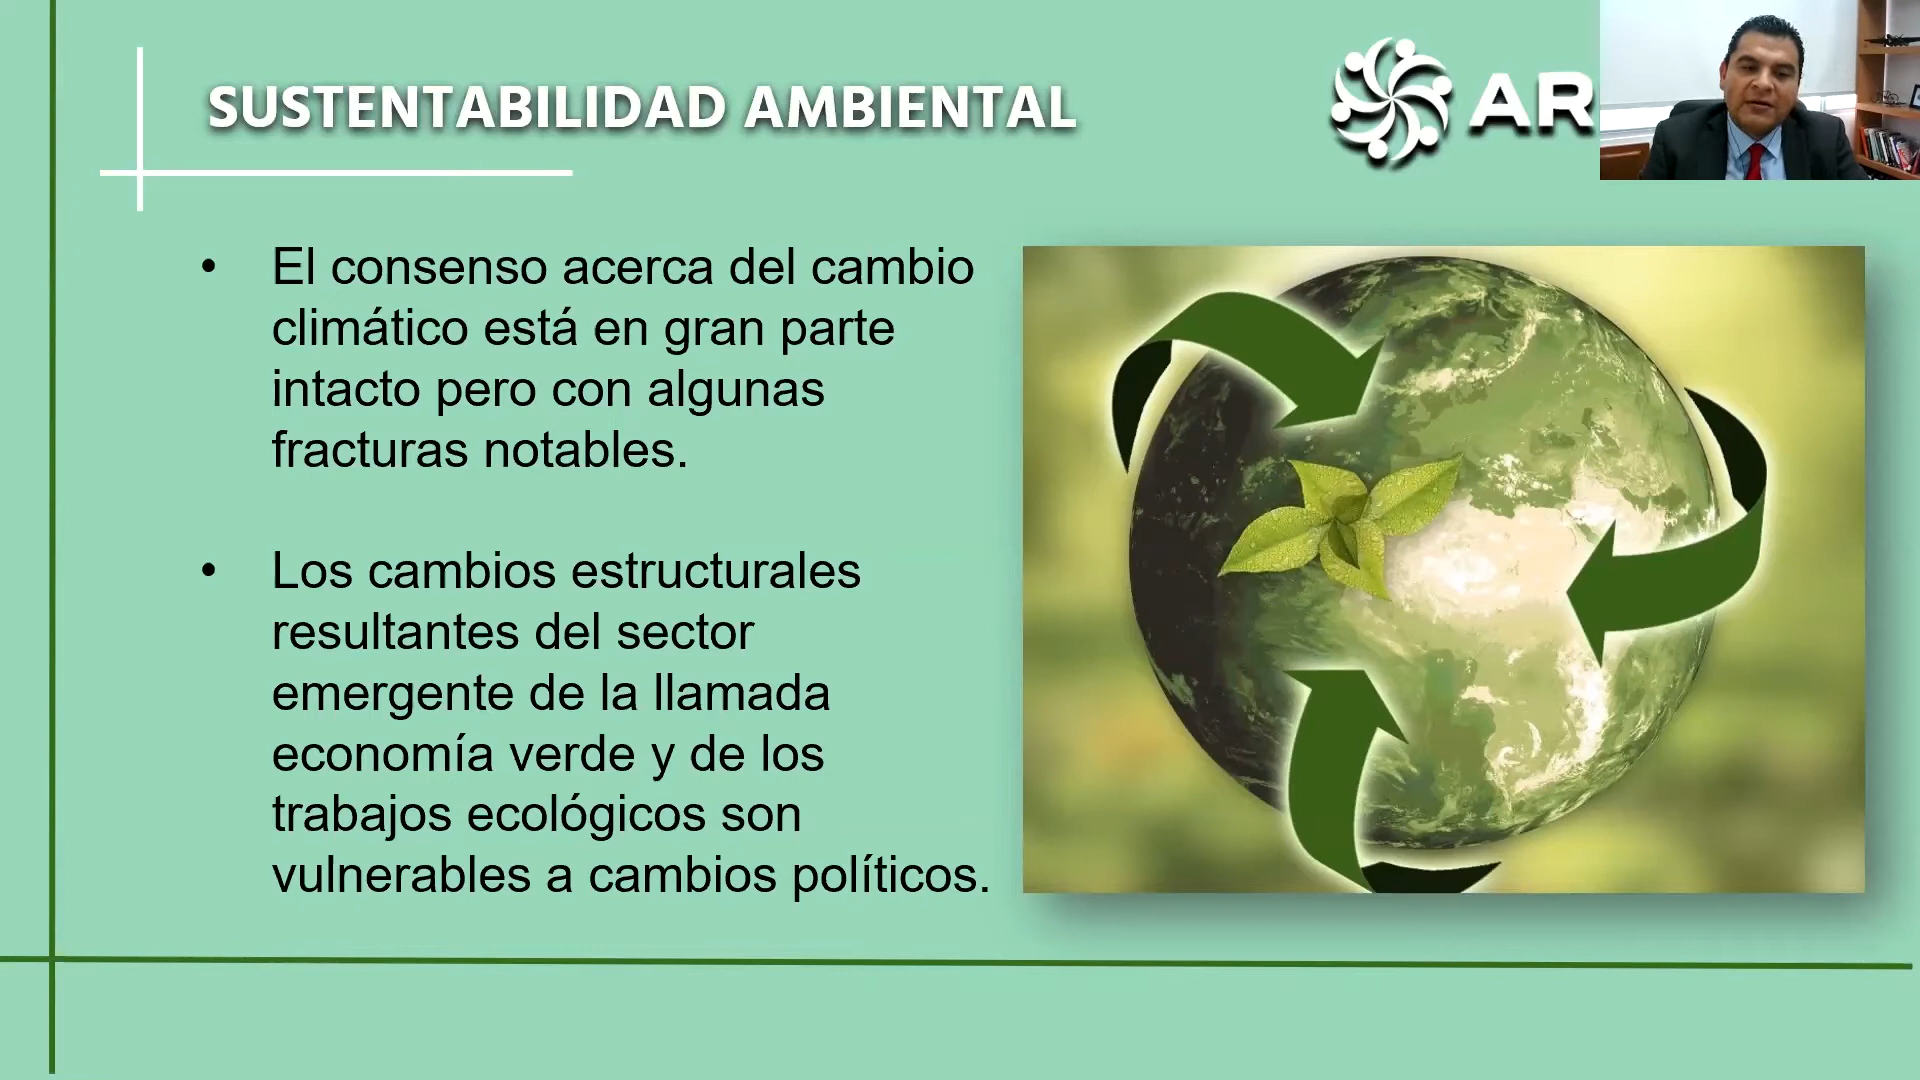 SUSTENTABILIDAD AMBIENTAL
AR
• El consenso acerca del cambio
climático está en gran parte
intacto pero con algunas
fracturas notables.
• Los cambios estructurales
resultantes del sector
emergente de la llamada
economía verde y de los
trabajos ecológicos son
vulnerables a cambios políticos.